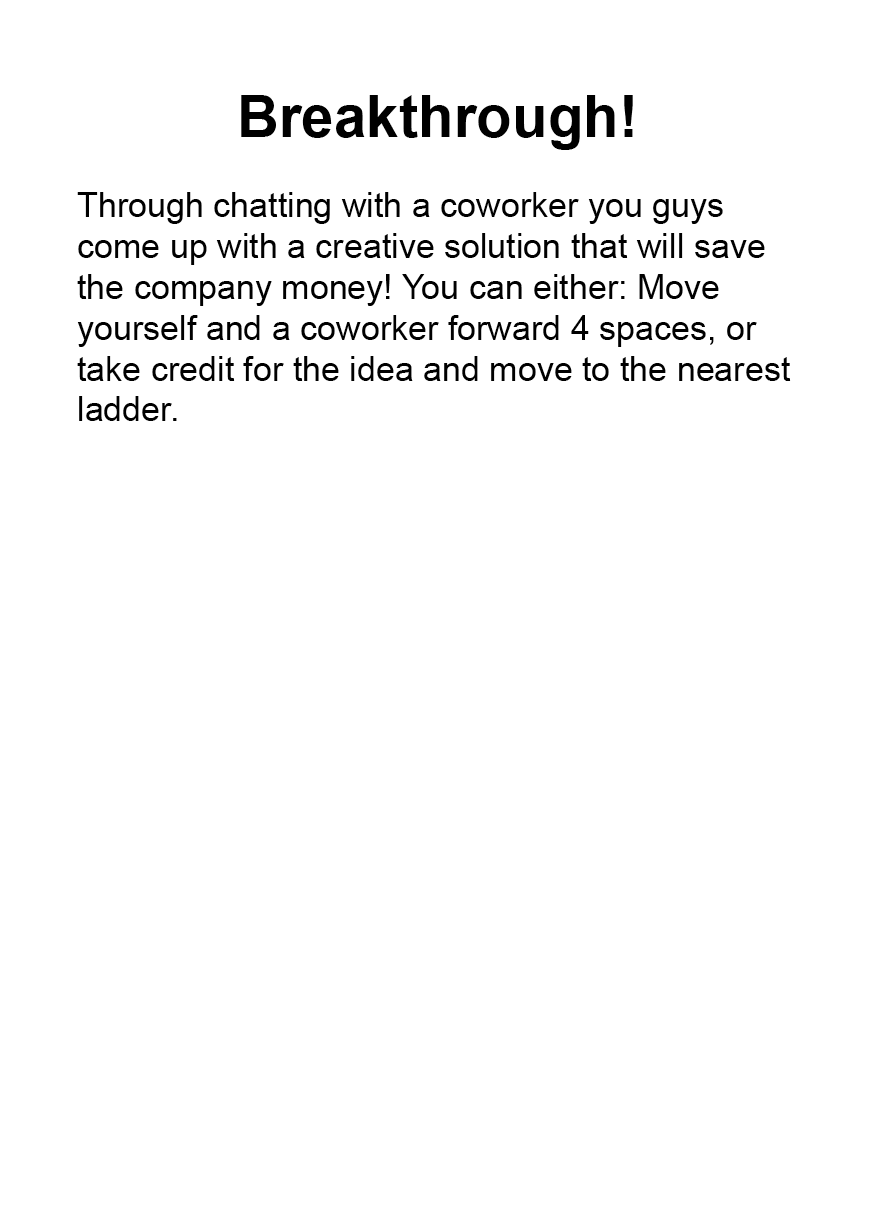 Breakthrough!
Through chatting with a coworker you guys
come up with a creative solution that will save
the company money! You can either: Move
yourself and a coworker forward 4 spaces, or
take credit for the idea and move to the nearest
ladder.